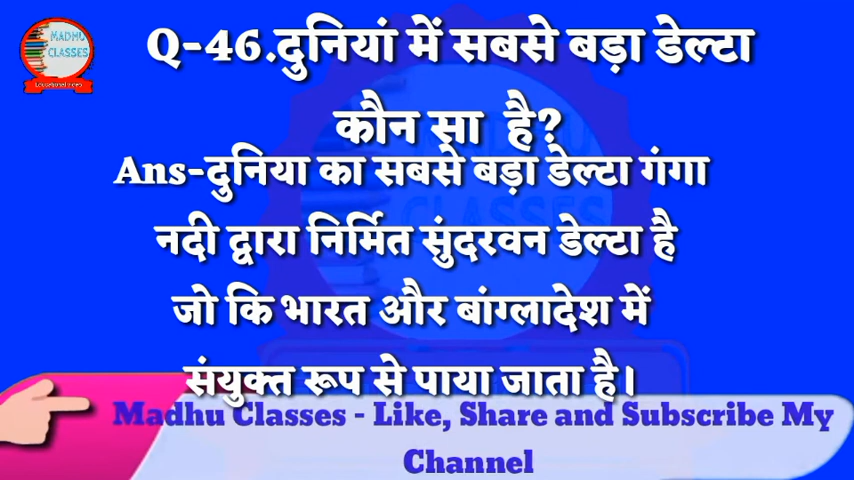 MADHU
CLASSES
Q-46.दुनियां में सबसे बड़ा डेल्टा
कौन सा है?
Ans-दुनिया का सबसे बड़ा डेल्टा गंगा
नदी द्वारा निर्मित सुंदरवन डेल्टा है
जो कि भारत और बांग्लादेश में
संयुक्त रूप से पाया जाता है।
Madhu Classes - Like, Share and Subscribe My
Channel